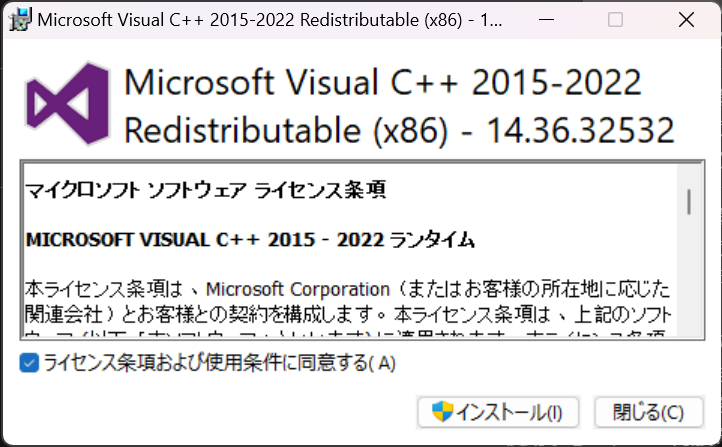 Microsoft Visual C++ 2015-2022 Redistributable (x86) - 1...
Microsoft Visual C++ 2015-2022
Redistributable (x86) - 14.36.32532
マイクロソフト ソフトウェア ライセンス条項
MICROSOFT VISUAL C++ 2015 - 2022 ランタイム
本ライセンス条項は、Microsoft Corporation (またはお客様の所在地に応じた
関連会社) とお客様との契約を構成します。本ライセンス条項は、上記のソフト
ライセンス条項および使用条件に同意する(A)
インストール(I)
閉じる(C)